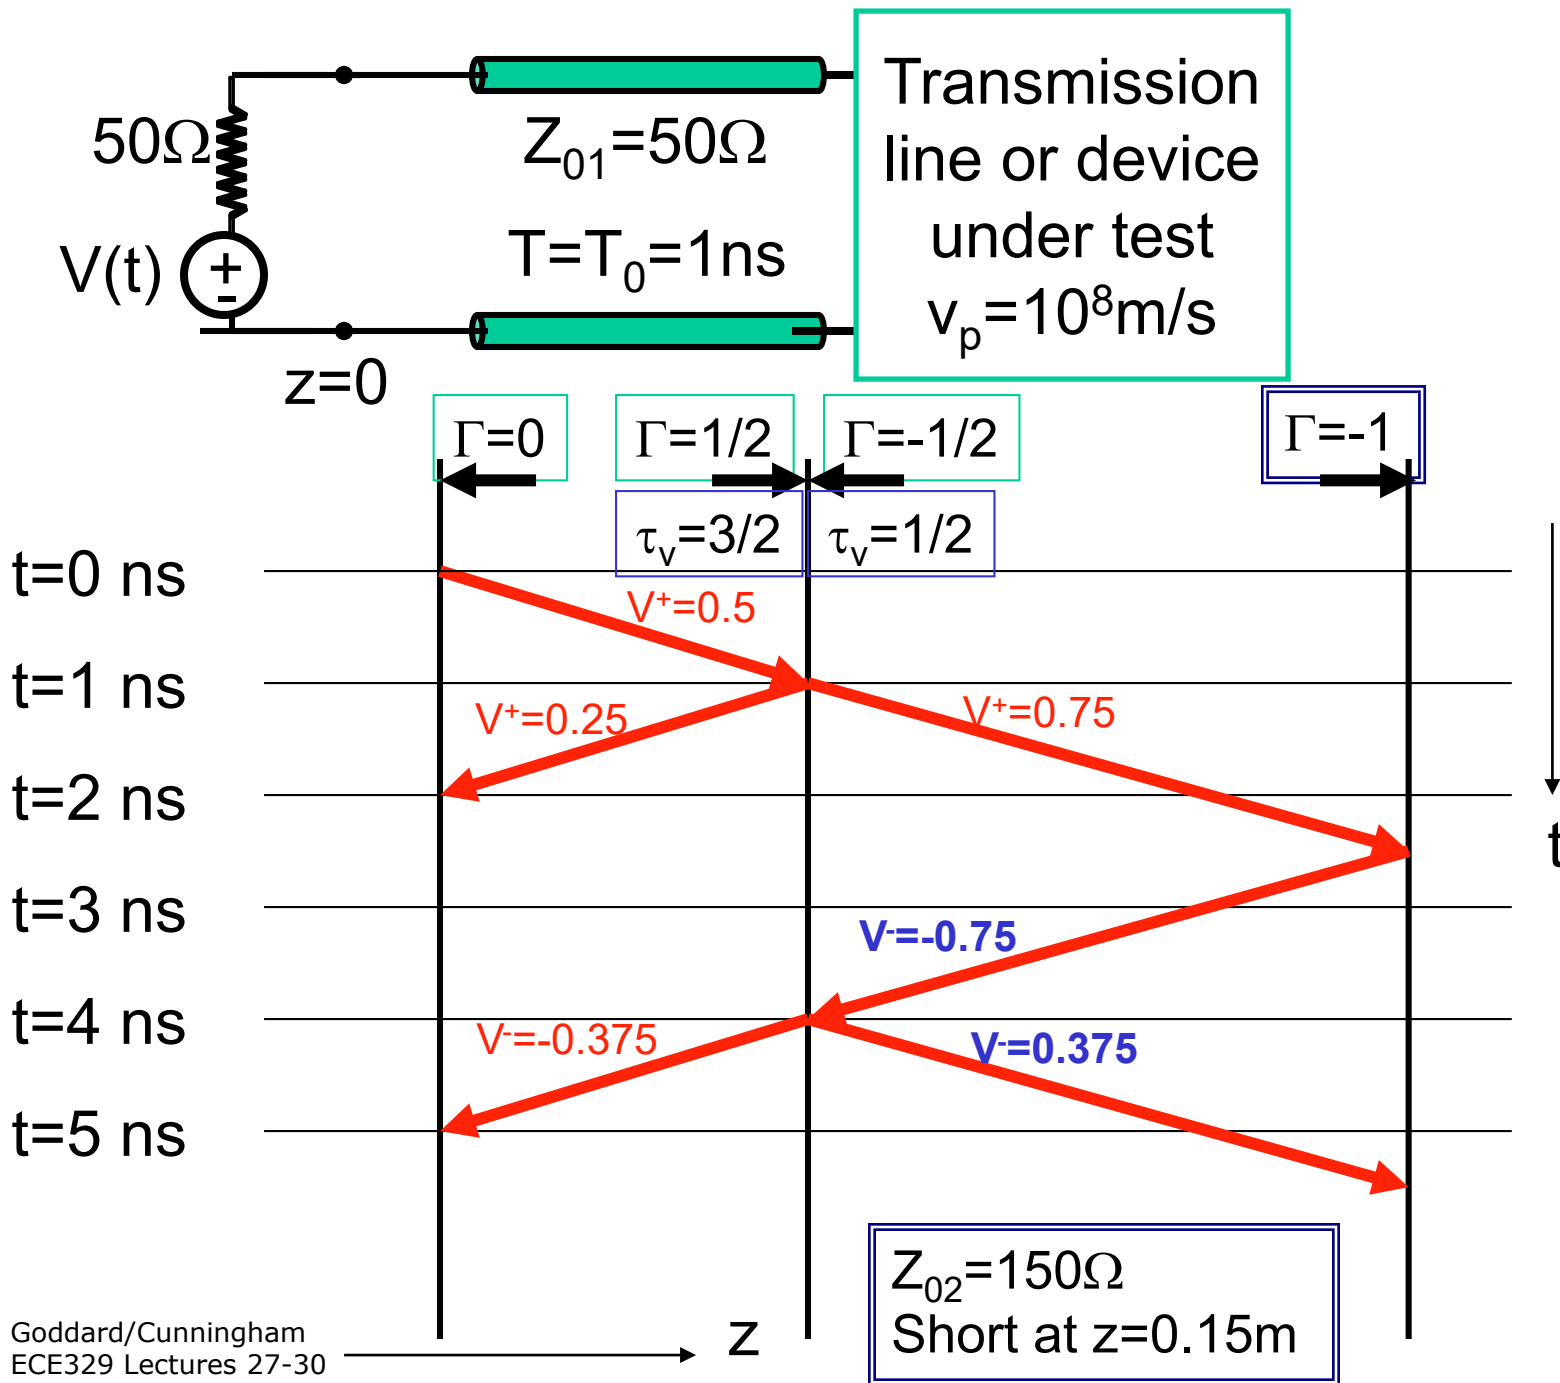 50Ω
V(t)
+
-
z=0
Z₀₁=50Ω
T=T₀=1ns
Transmission
line or device
under test
vₚ=10⁸m/s
Γ=0
Γ=1/2
Γ=-1/2
Γ=-1
τᵥ=3/2
τᵥ=1/2
t=0 ns
V⁺=0.5
t=1 ns
V⁺=0.25
V⁺=0.75
t=2 ns
t
t=3 ns
V⁻=-0.75
t=4 ns
V⁻=-0.375
V⁻=0.375
t=5 ns
Z₀₂=150Ω
Short at z=0.15m
z
Goddard/Cunningham
ECE329 Lectures 27-30